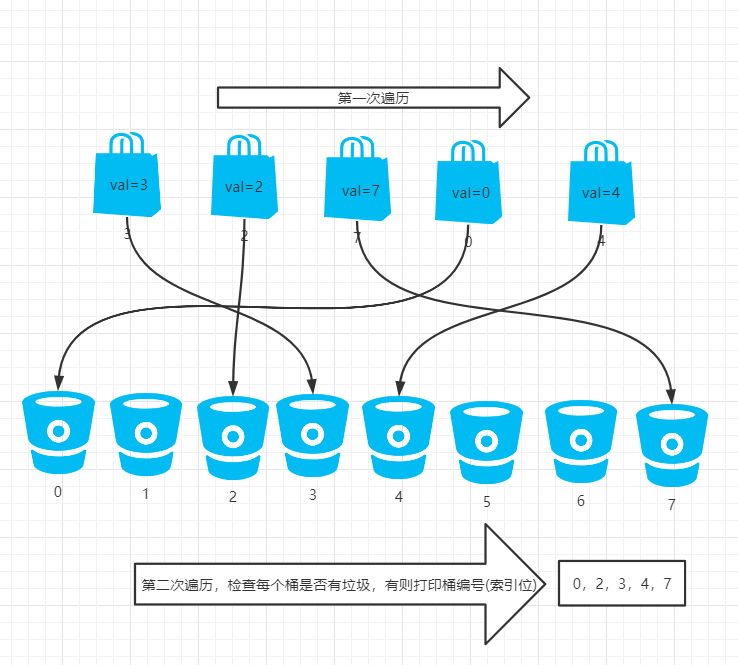 第一次遍历
val=3
val=2
val=7
val=0
val=4
3
2
7
0
4
0
1
2
3
4
5
6
7
第二次遍历，检查每个桶是否有垃圾，有则打印桶编号(索引位)
0，2，3，4，7